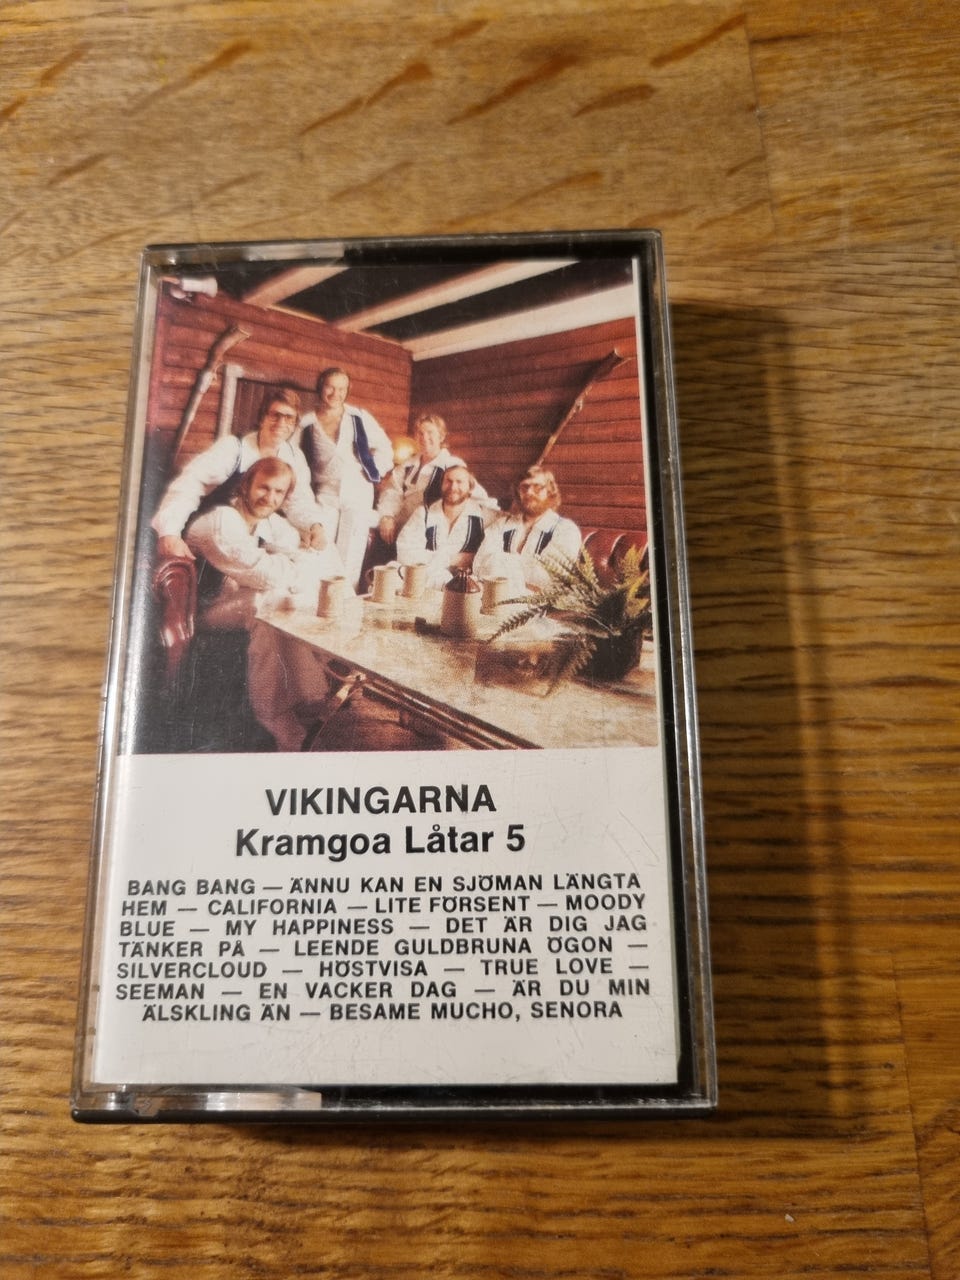 VIKINGARNA
Kramgoa Låtar 5
BANG BANG — ÄNNU KAN EN SJÖMAN LÄNGTA
HEM — CALIFORNIA — LITE FÖRSENT — MOODY
BLUE — MY HAPPINESS — DET ÄR DIG JAG
TÄNKER PÅ — LEENDE GULDBRUNA ÖGON —
SILVERCLOUD — HÖSTVISA — TRUE LOVE —
SEEMAN — EN VACKER DAG — ÄR DU MIN
ÄLSKLING ÄN — BESAME MUCHO, SENORA